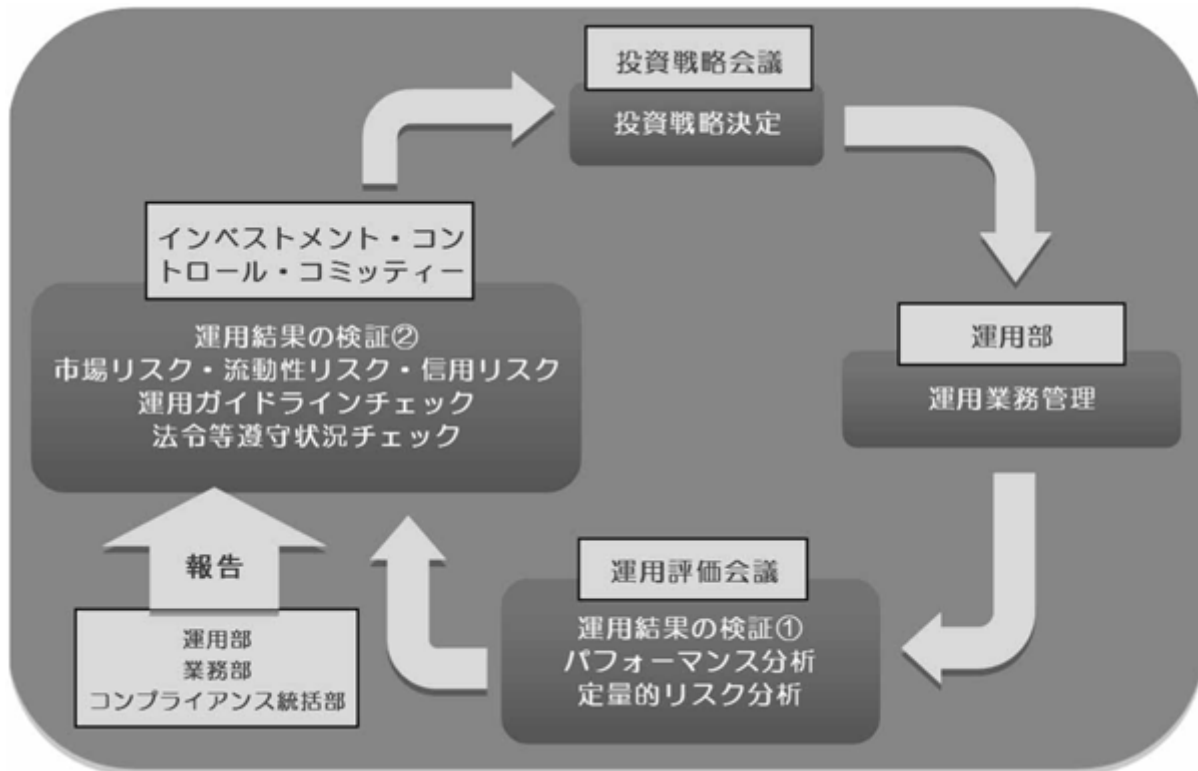 投資戦略会議
投資戦略決定
インベストメント・コン
トロール・コミッティー
運用結果の検証②
市場リスク・流動性リスク・信用リスク
運用ガイドラインチェック
法令等遵守状況チェック
運用部
運用業務管理
運用評価会議
運用結果の検証①
パフォーマンス分析
定量的リスク分析
報告
運用部
業務部
コンプライアンス統括部